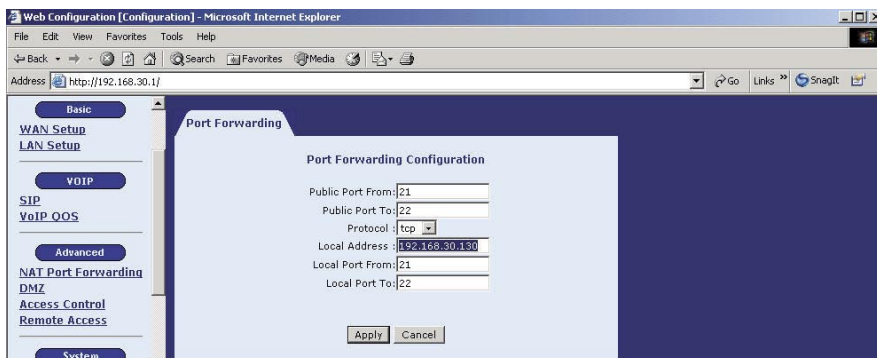 Web Configuration [Configuration] - Microsoft Internet Explorer
File Edit View Favorites Tools Help
Back Search Favorites Media
Address http://192.168.30.1/ Go Links » SnagIt
Basic
WAN Setup
LAN Setup
VOIP
SIP
VoIP QOS
Advanced
NAT Port Forwarding
DMZ
Access Control
Remote Access
System
Port Forwarding
Port Forwarding Configuration
Public Port From: 21
Public Port To: 22
Protocol : tcp
Local Address : 192.168.30.130
Local Port From: 21
Local Port To: 22
Apply Cancel